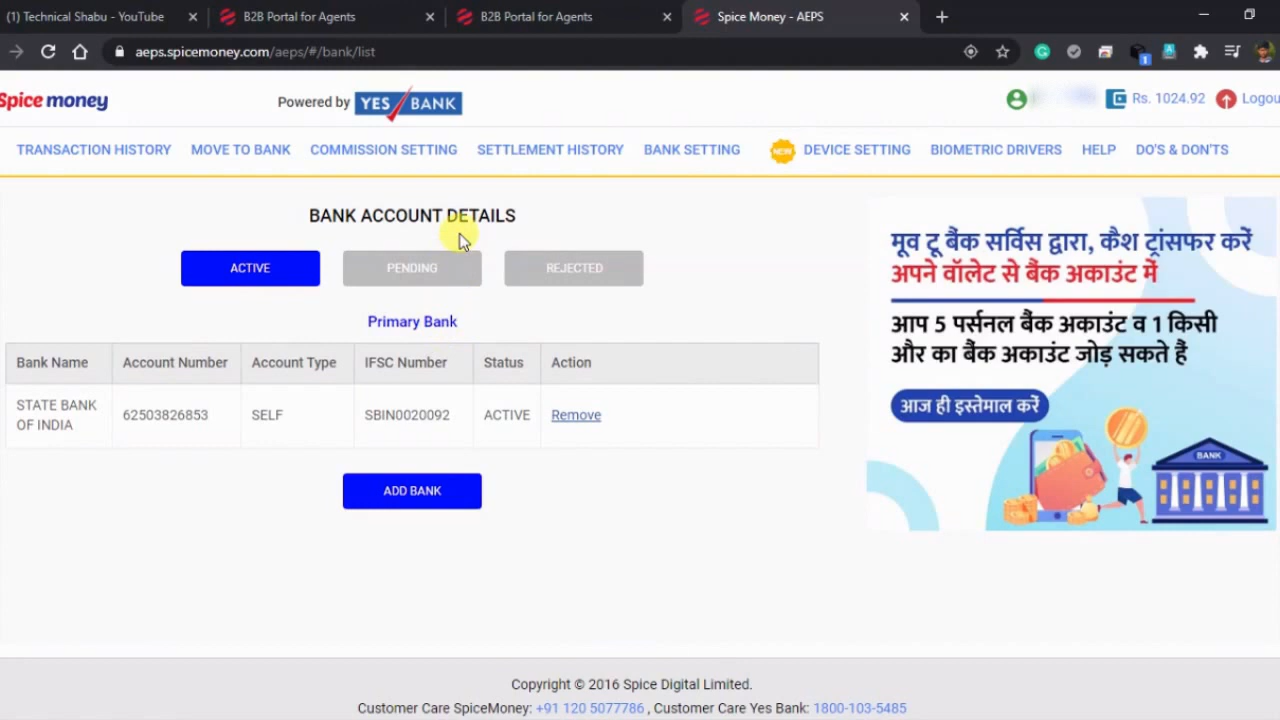 (1) Technical Shabu - YouTube
B2B Portal for Agents
B2B Portal for Agents
Spice Money - AEPS
aeps.spicemoney.com/aeps/#/bank/list
1
Spice money
Powered by YES BANK
Rs. 1024.92
Logou
TRANSACTION HISTORY MOVE TO BANK COMMISSION SETTING SETTLEMENT HISTORY BANK SETTING NEW DEVICE SETTING BIOMETRIC DRIVERS HELP DO'S & DON'TS
BANK ACCOUNT DETAILS
ACTIVE PENDING REJECTED
Primary Bank
Bank Name Account Number Account Type IFSC Number Status Action
STATE BANK
OF INDIA
62503826853 SELF SBIN0020092 ACTIVE Remove
ADD BANK
मूव टू बैंक सर्विस द्वारा, कैश ट्रांसफर करें
अपने वॉलेट से बैंक अकाउंट में
आप 5 पर्सनल बैंक अकाउंट व 1 किसी
और का बैंक अकाउंट जोड़ सकते हैं
आज ही इस्तेमाल करें
BANK
Copyright © 2016 Spice Digital Limited.
Customer Care SpiceMoney: +91 120 5077786 , Customer Care Yes Bank: 1800-103-5485